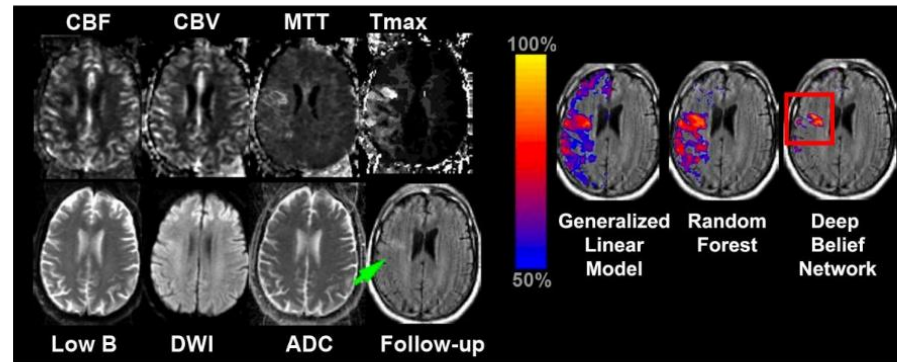 CBF CBV MTT Tmax
Low B DWI ADC Follow-up
100%
50%
Generalized
Linear
Model
Random
Forest
Deep
Belief
Network